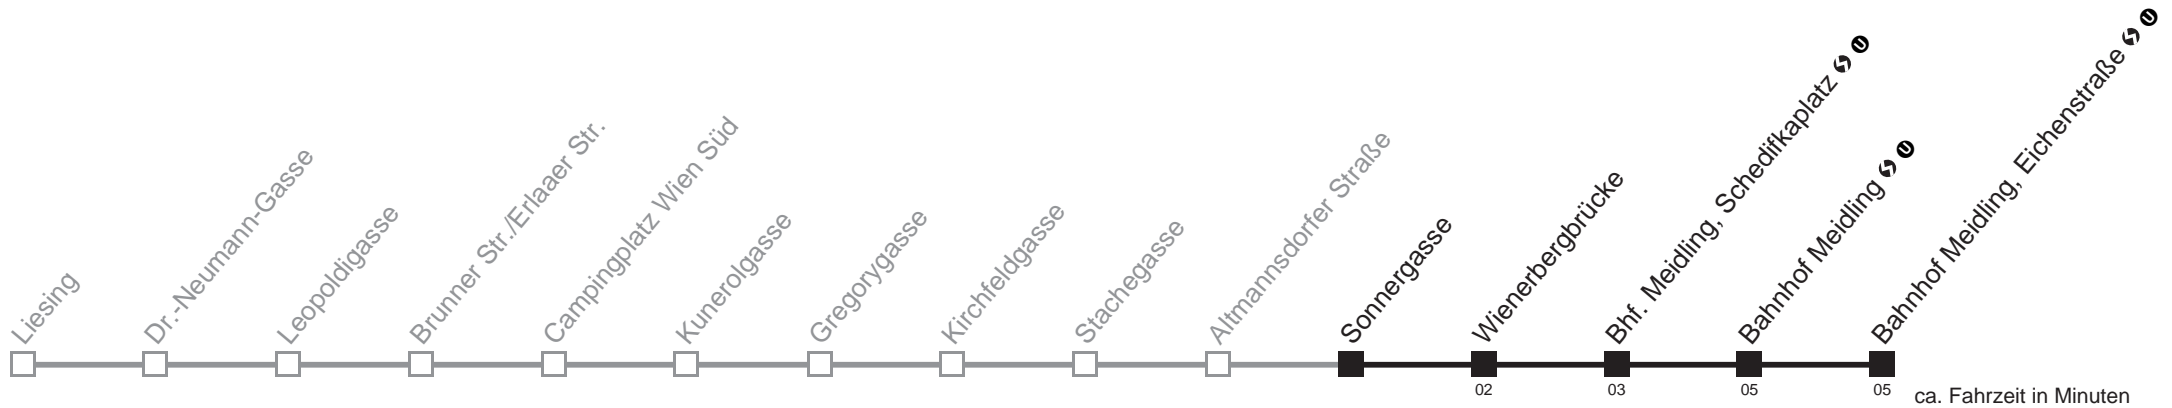 Liesing
Dr.-Neumann-Gasse
Leopoldigasse
Brunner Str./Erlaaer Str.
Campingplatz Wien Süd
Kunerolgasse
Gregorygasse
Kirchfeldgasse
Stachegasse
Altmannsdorfer Straße
Sonnergasse
Wienerbergbrücke
Bhf. Meidling, Schedifkaplatz U
Bahnhof Meidling U
Bahnhof Meidling, Eichenstraße U
02 03 05 05 ca. Fahrzeit in Minuten